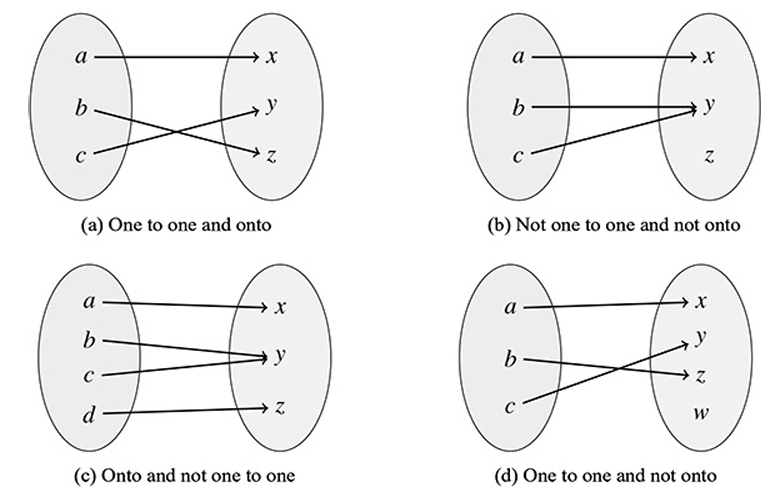 a x
b y
c z
(a) One to one and onto
a x
b y
c z
(b) Not one to one and not onto
a x
b y
c z
d
(c) Onto and not one to one
a x
b y
c z
w
(d) One to one and not onto